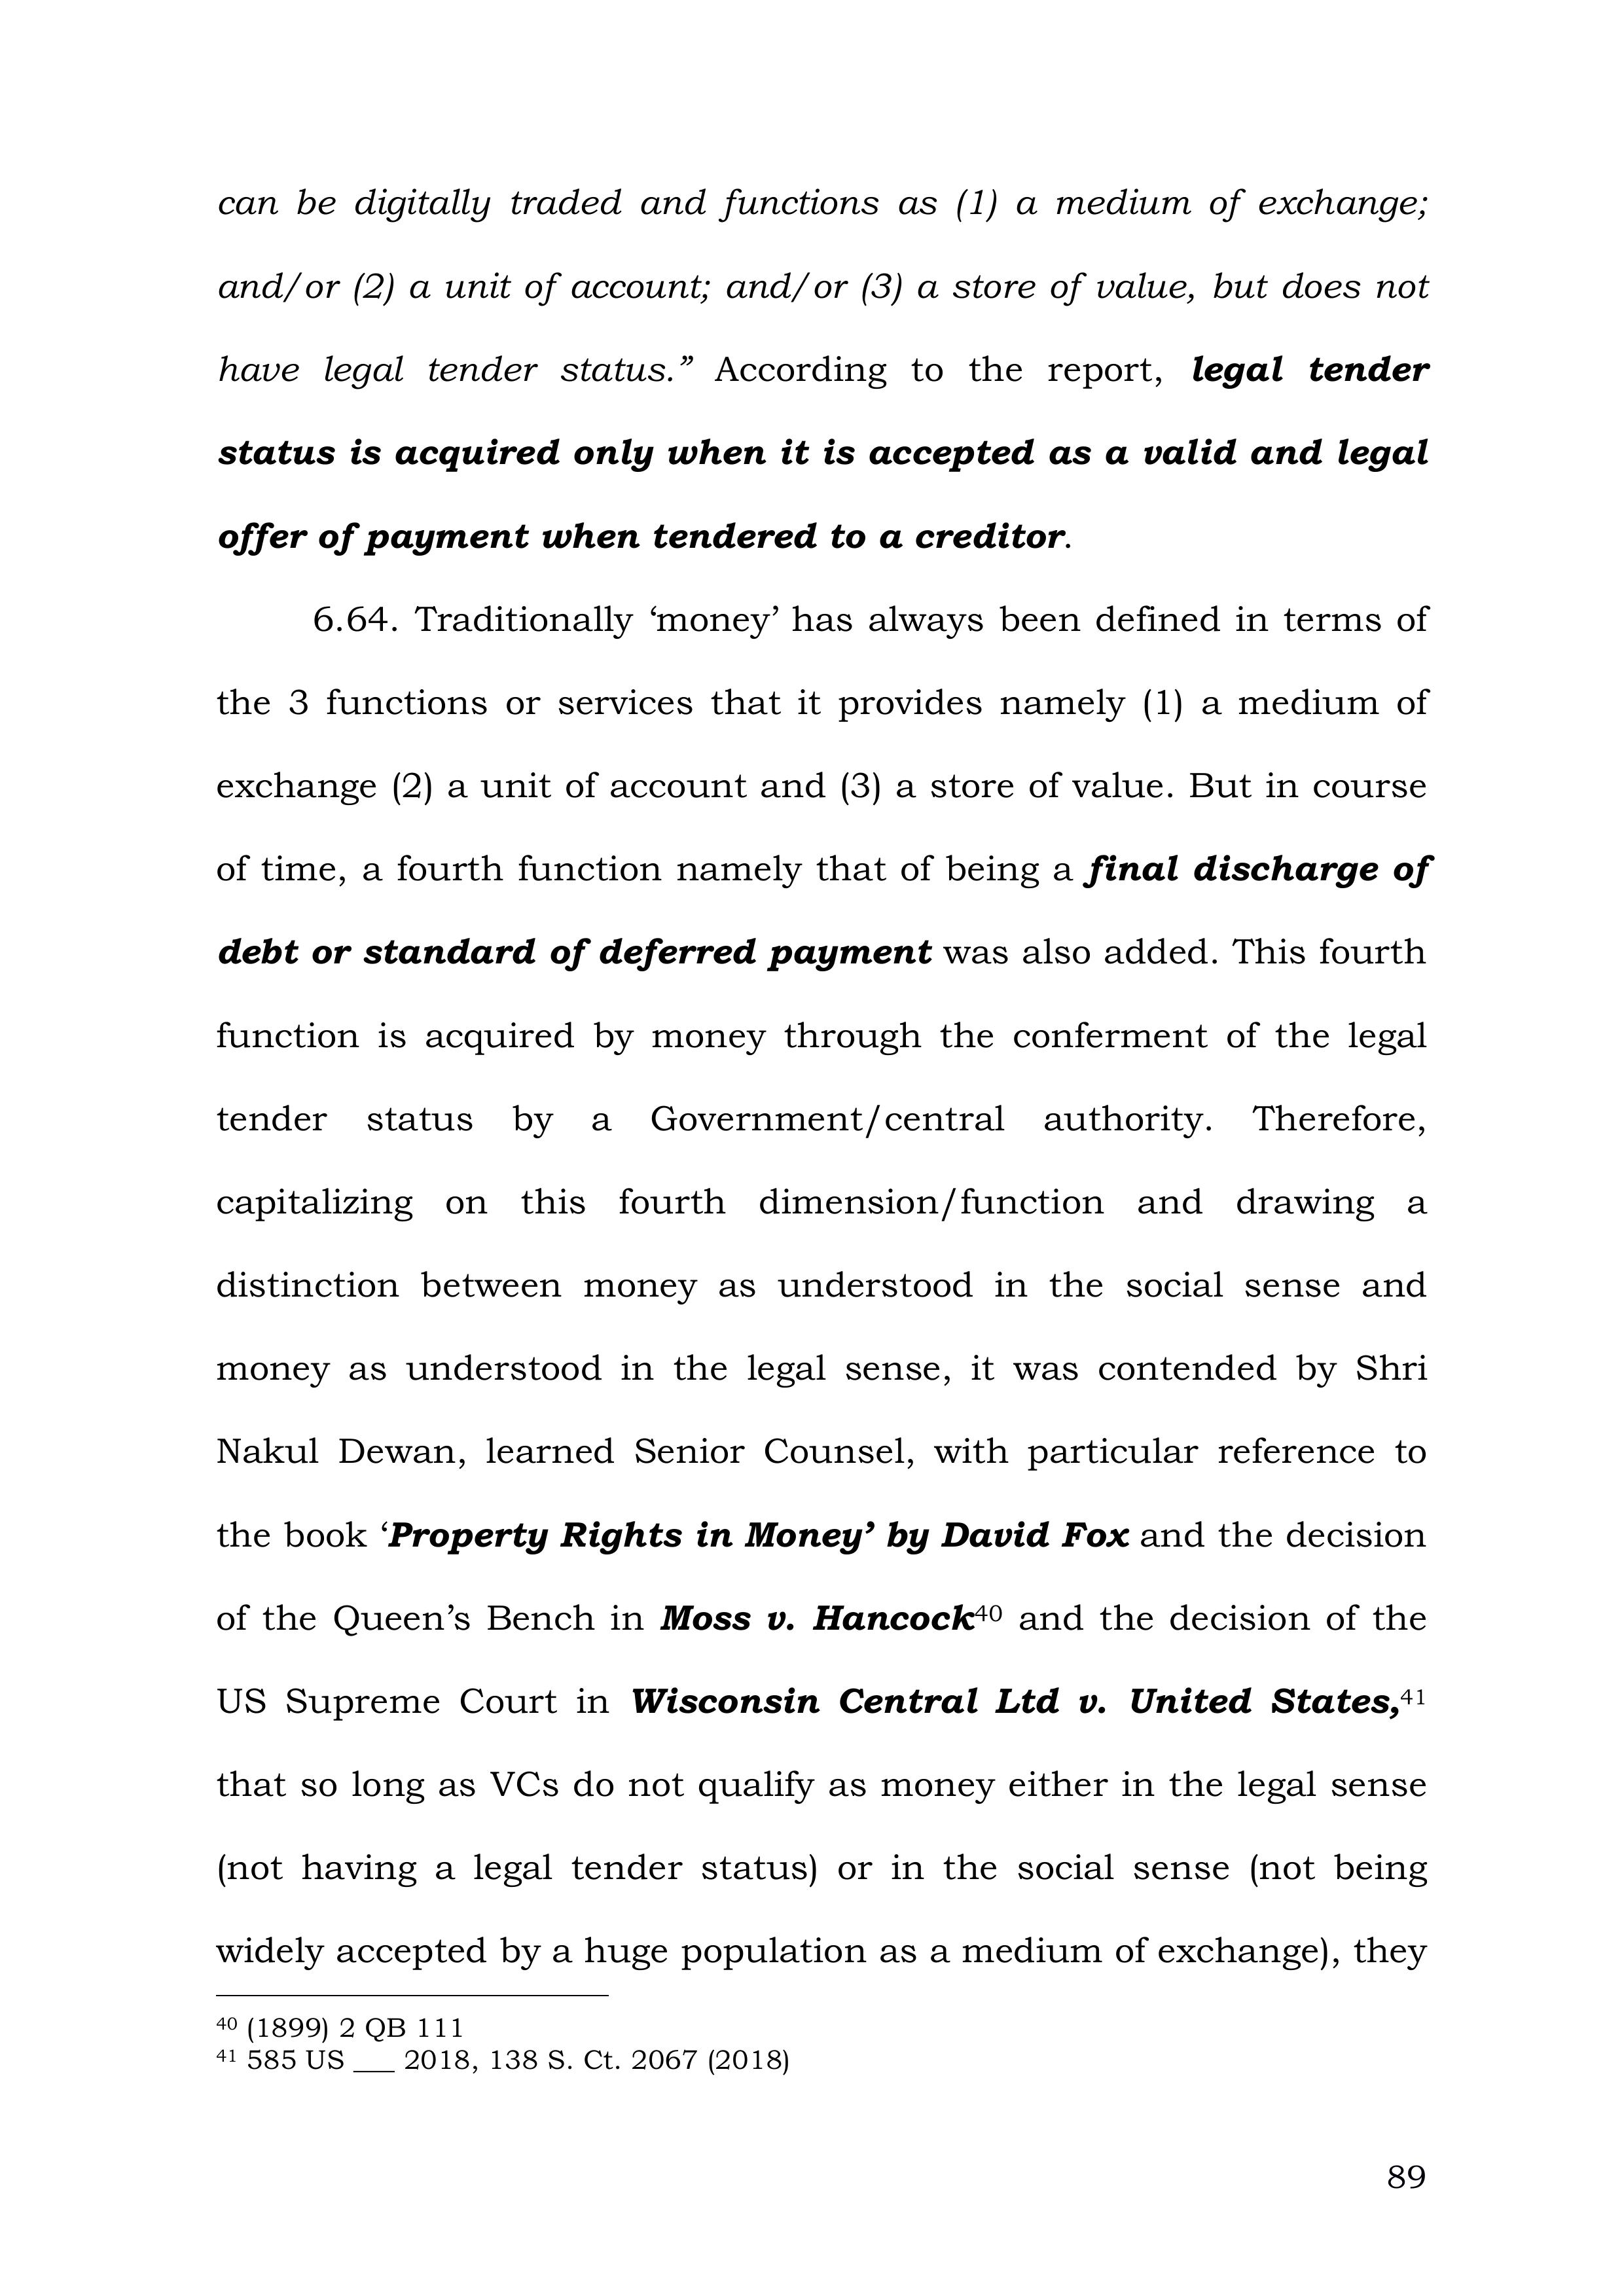 can be digitally traded and functions as (1) a medium of exchange;
and/or (2) a unit of account; and/or (3) a store of value, but does not
have legal tender status.” According to the report, legal tender
status is acquired only when it is accepted as a valid and legal
offer of payment when tendered to a creditor.
6.64. Traditionally ‘money’ has always been defined in terms of
the 3 functions or services that it provides namely (1) a medium of
exchange (2) a unit of account and (3) a store of value. But in course
of time, a fourth function namely that of being a final discharge of
debt or standard of deferred payment was also added. This fourth
function is acquired by money through the conferment of the legal
tender status by a Government/central authority. Therefore,
capitalizing on this fourth dimension/function and drawing a
distinction between money as understood in the social sense and
money as understood in the legal sense, it was contended by Shri
Nakul Dewan, learned Senior Counsel, with particular reference to
the book ‘Property Rights in Money’ by David Fox and the decision
of the Queen’s Bench in Moss v. Hancock40 and the decision of the
US Supreme Court in Wisconsin Central Ltd v. United States,41
that so long as VCs do not qualify as money either in the legal sense
(not having a legal tender status) or in the social sense (not being
widely accepted by a huge population as a medium of exchange), they
40 (1899) 2 QB 111
41 585 US ___ 2018, 138 S. Ct. 2067 (2018)
89